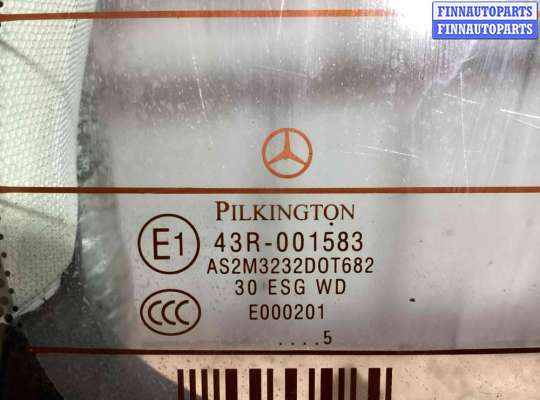 FINNAUTOPARTS
FINNAUTOPARTS
PILKINGTON
E1
43R-001583
AS2M3232DOT682
30 ESG WD
CCC
E000201
....5